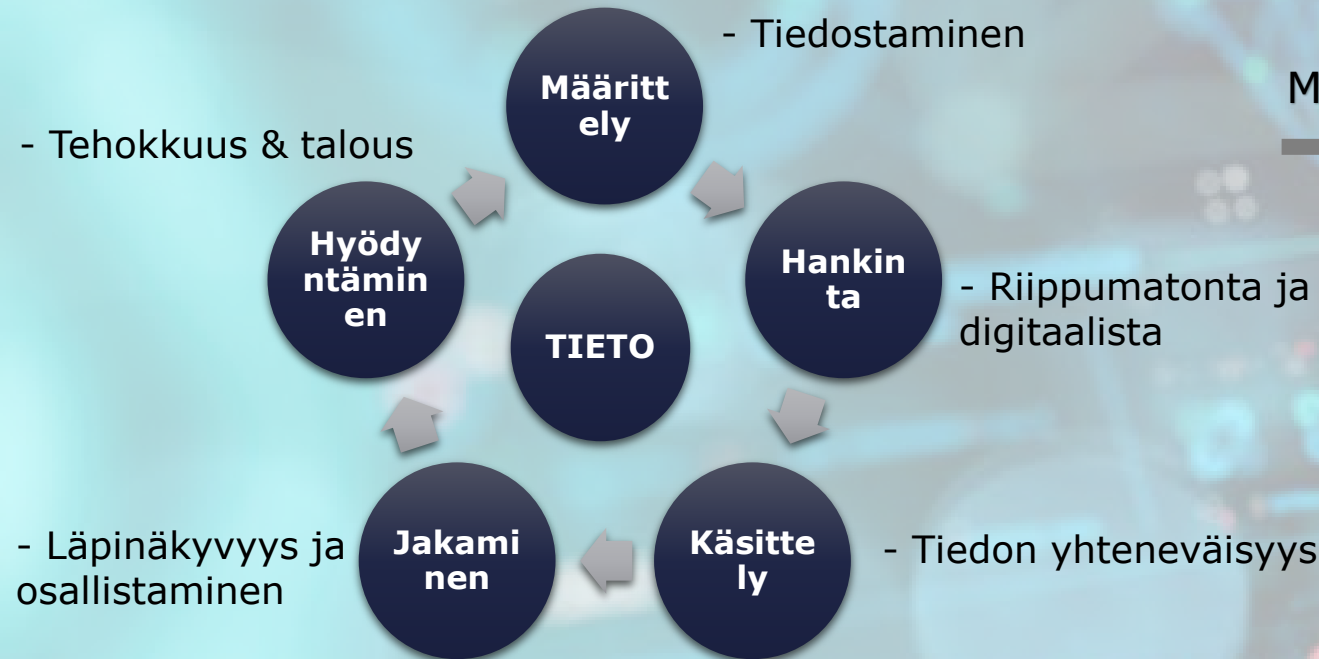 - Tiedostaminen
Määritt
ely
M
- Tehokkuus & talous
Hyödy
ntämin
en
Hankin
ta
- Riippumatonta ja
digitaalista
TIETO
Jakami
nen
Käsitte
ly
- Läpinäkyvyys ja
osallistaminen
- Tiedon yhteneväisyys